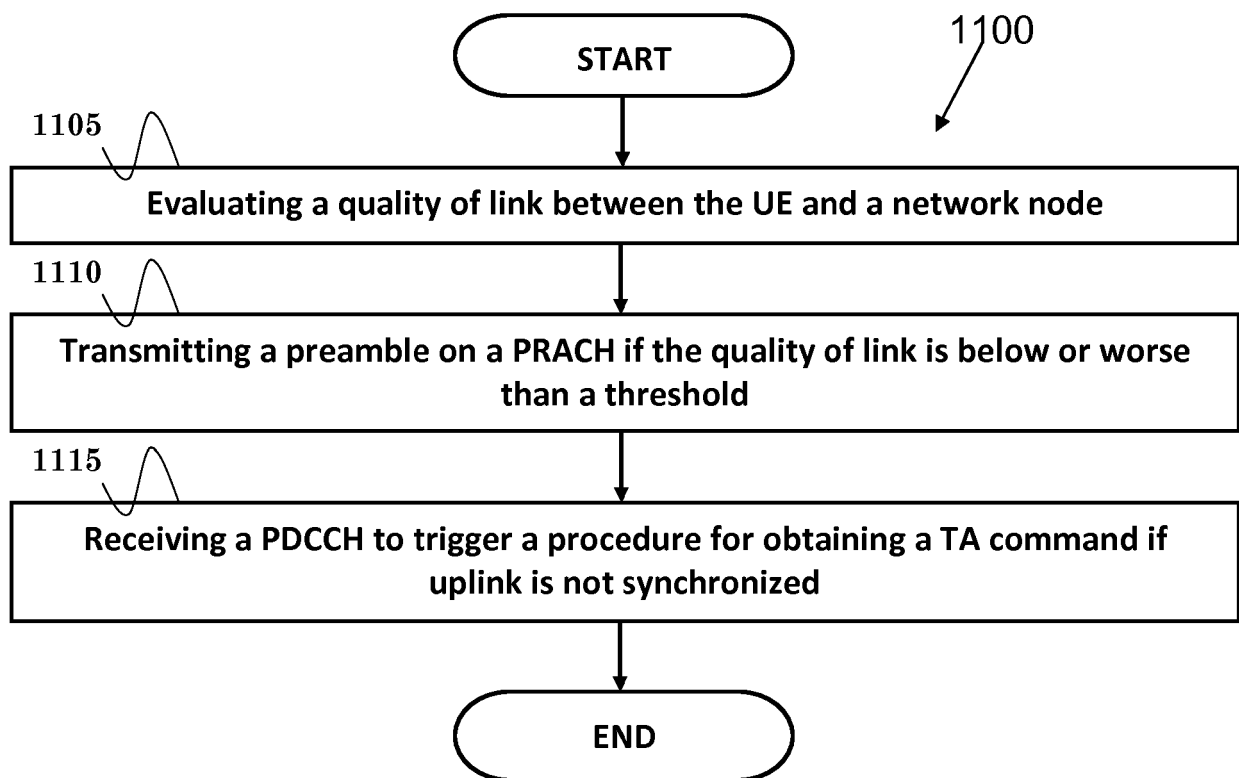 START
1100
1105
Evaluating a quality of link between the UE and a network node
1110
Transmitting a preamble on a PRACH if the quality of link is below or worse
than a threshold
1115
Receiving a PDCCH to trigger a procedure for obtaining a TA command if
uplink is not synchronized
END